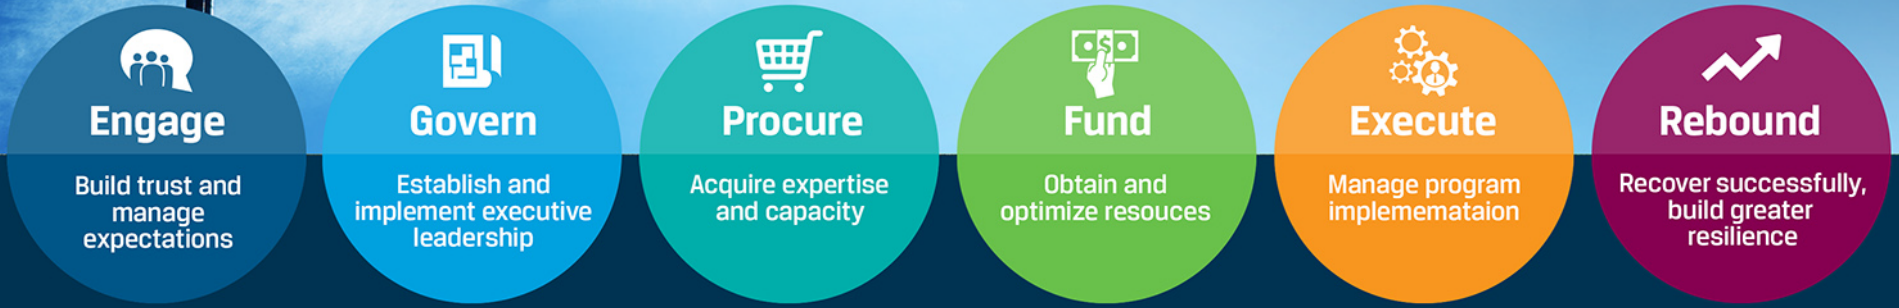 Engage
Build trust and
manage
expectations
Govern
Establish and
implement executive
leadership
Procure
Acquire expertise
and capacity
Fund
Obtain and
optimize resouces
Execute
Manage program
implememataion
Rebound
Recover successfully,
build greater
resilience